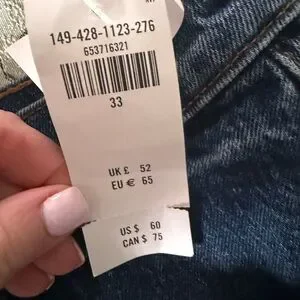 149-428-1123-276
653716321
33
UK £ 52
EU € 65
US $ 60
CAN $ 75